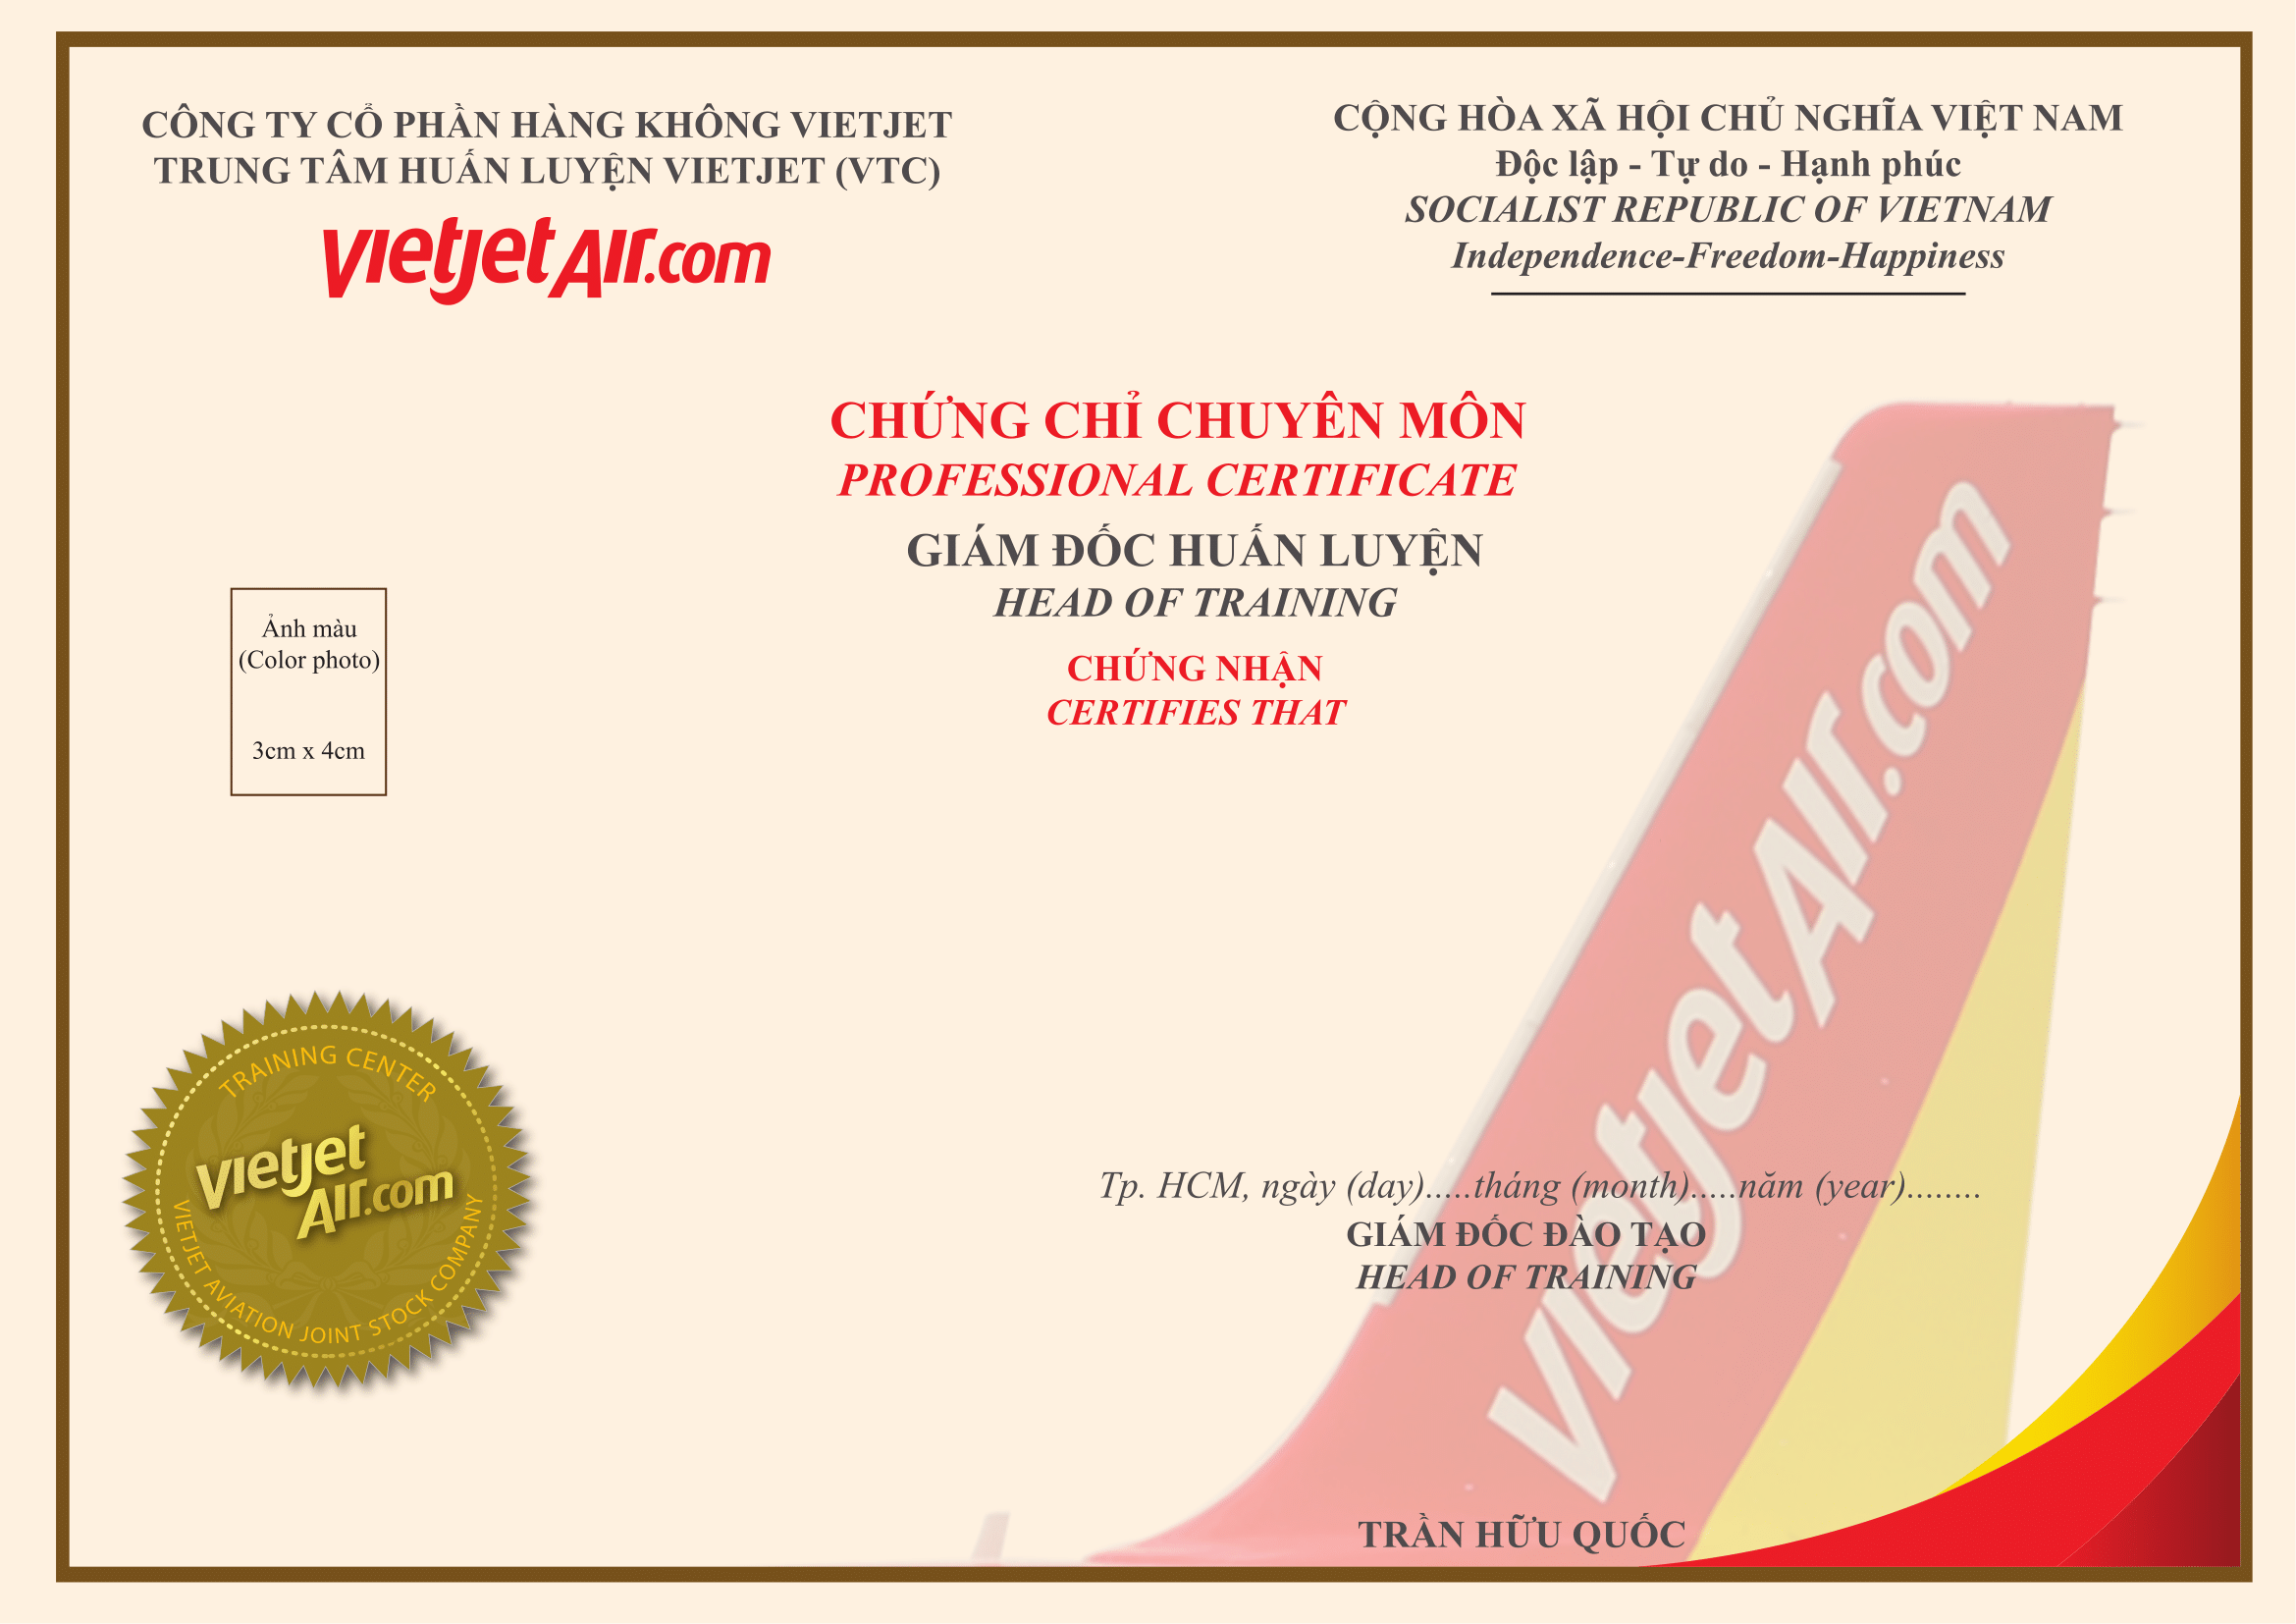 CÔNG TY CỔ PHẦN HÀNG KHÔNG VIETJET
TRUNG TÂM HUẤN LUYỆN VIETJET (VTC)
vietjetAir.com
CỘNG HÒA XÃ HỘI CHỦ NGHĨA VIỆT NAM
Độc lập - Tự do - Hạnh phúc
SOCIALIST REPUBLIC OF VIETNAM
Independence-Freedom-Happiness
CHỨNG CHỈ CHUYÊN MÔN
PROFESSIONAL CERTIFICATE
GIÁM ĐỐC HUẤN LUYỆN
HEAD OF TRAINING
CHỨNG NHẬN
CERTIFIES THAT
Ảnh màu
(Color photo)
3cm x 4cm
vietjetAir.com
TRAINING CENTER
vietjet
Air.com
VIETJET AVIATION JOINT STOCK COMPANY
Tp. HCM, ngày (day).....tháng (month).....năm (year)........
GIÁM ĐỐC ĐÀO TẠO
HEAD OF TRAINING
TRẦN HỮU QUỐC